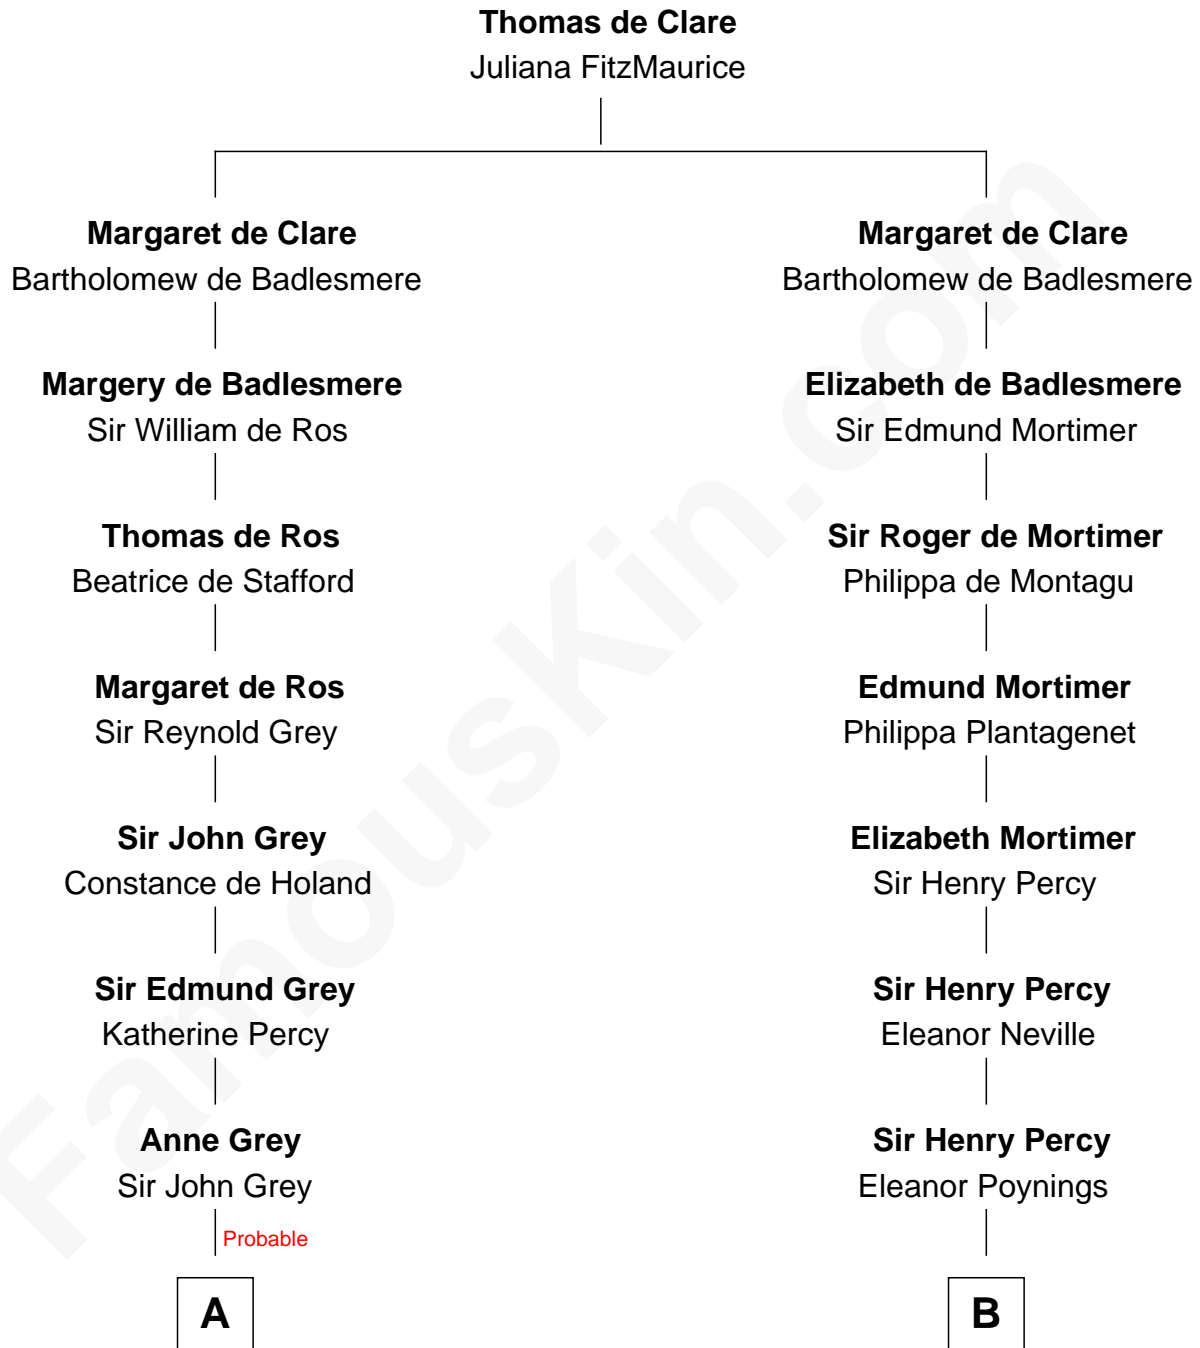 Thomas de Clare
Juliana FitzMaurice
Margaret de Clare
Bartholomew de Badlesmere
Margery de Badlesmere
Sir William de Ros
Thomas de Ros
Beatrice de Stafford
Margaret de Ros
Sir Reynold Grey
Sir John Grey
Constance de Holand
Sir Edmund Grey
Katherine Percy
Anne Grey
Sir John Grey
Probable
A
Margaret de Clare
Bartholomew de Badlesmere
Elizabeth de Badlesmere
Sir Edmund Mortimer
Sir Roger de Mortimer
Philippa de Montagu
Edmund Mortimer
Philippa Plantagenet
Elizabeth Mortimer
Sir Henry Percy
Sir Henry Percy
Eleanor Neville
Sir Henry Percy
Eleanor Poynings
B
FamousKin.com